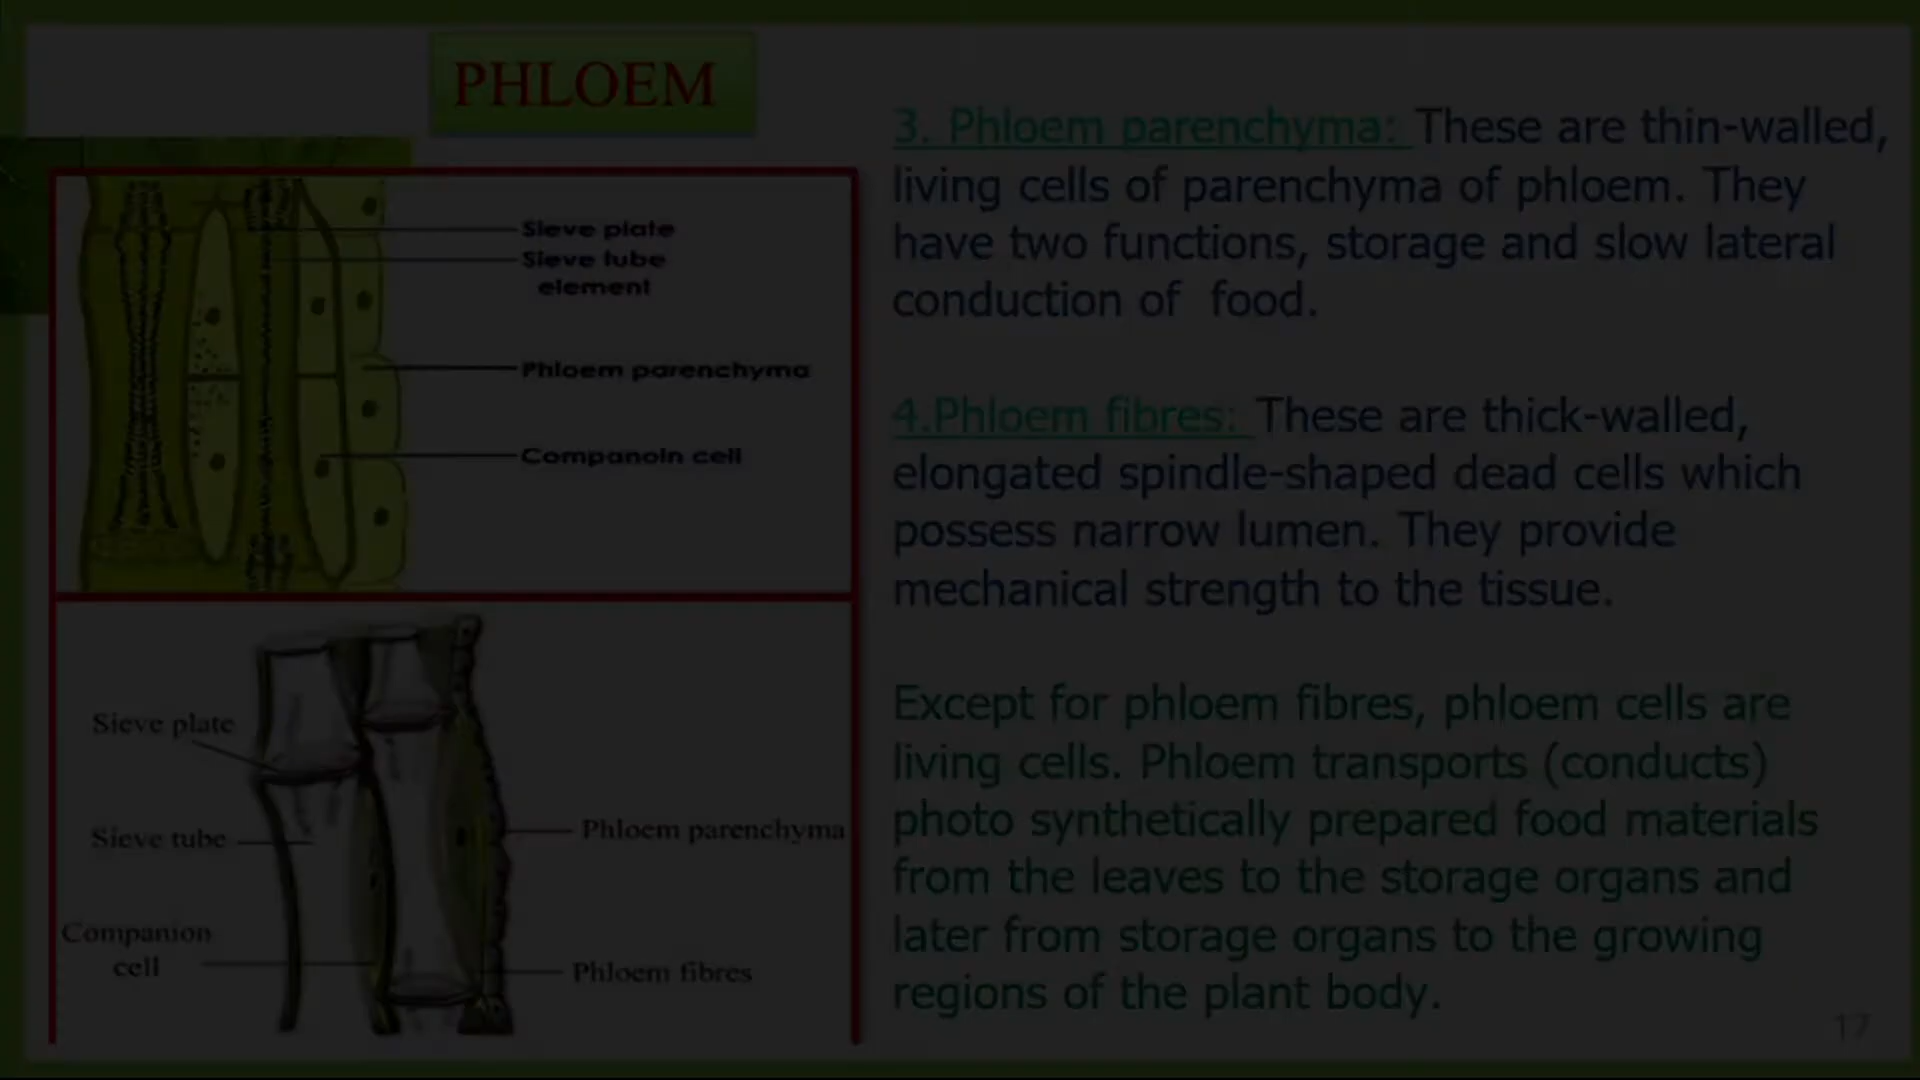 PHLOEM
Sieve plate
Sieve tube
element
Phloem parenchyma
Companoin cell
Sieve plate
Sieve tube
Companion
cell
Phloem parenchyma
Phloem fibres
3. Phloem parenchyma: These are thin-walled,
living cells of parenchyma of phloem. They
have two functions, storage and slow lateral
conduction of food.
4.Phloem fibres: These are thick-walled,
elongated spindle-shaped dead cells which
possess narrow lumen. They provide
mechanical strength to the tissue.
Except for phloem fibres, phloem cells are
living cells. Phloem transports (conducts)
photo synthetically prepared food materials
from the leaves to the storage organs and
later from storage organs to the growing
regions of the plant body.
17